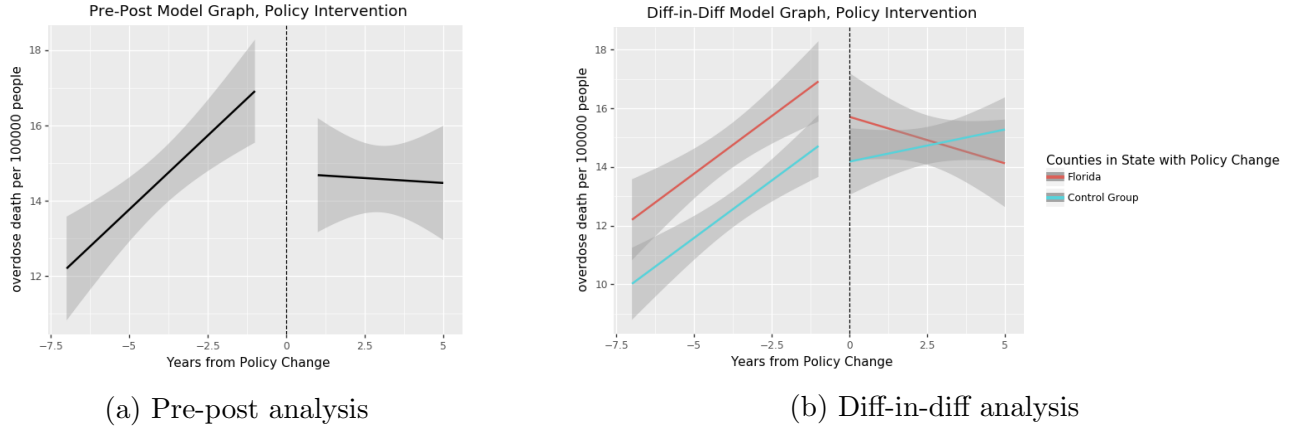 Pre-Post Model Graph, Policy Intervention
overdose death per 100000 people
18
16
14
12
−7.5
−5
−2.5
0
2.5
5
Years from Policy Change
(a) Pre-post analysis
Diff-in-Diff Model Graph, Policy Intervention
overdose death per 100000 people
18
16
14
12
10
−7.5
−5
−2.5
0
2.5
5
Years from Policy Change
Counties in State with Policy Change
Florida
Control Group
(b) Diff-in-diff analysis